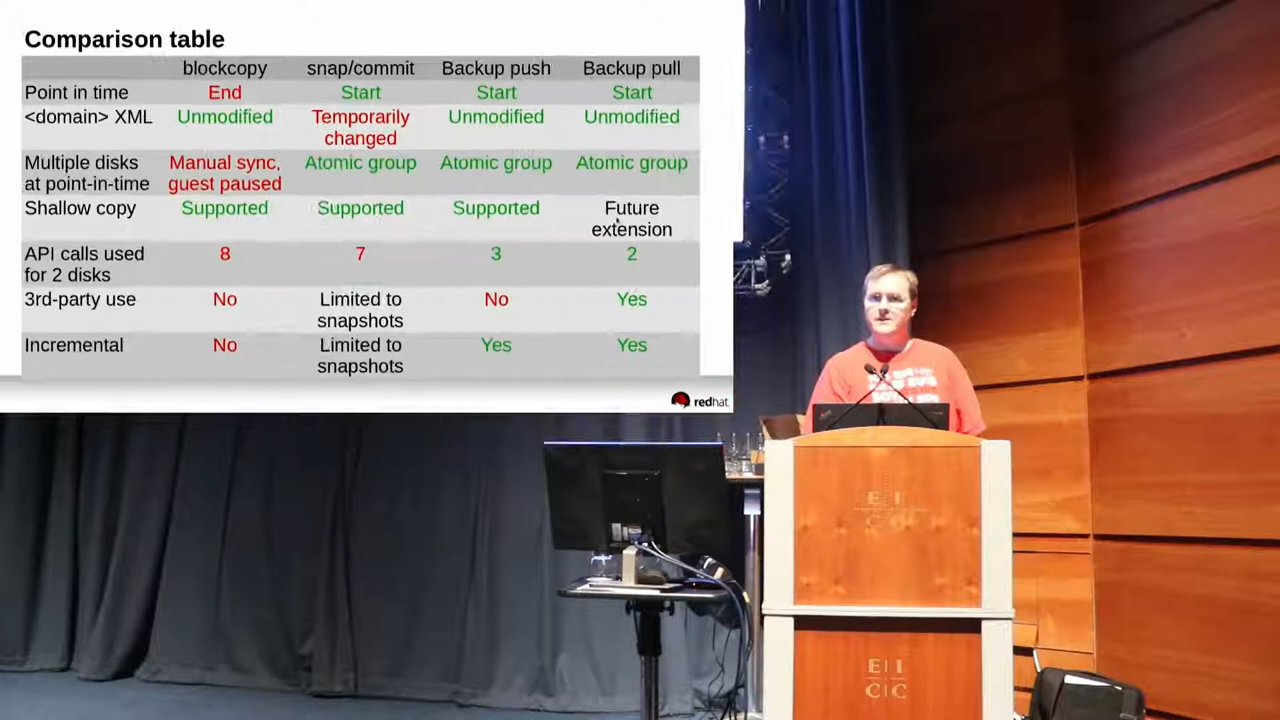 Comparison table
blockcopy snap/commit Backup push Backup pull
Point in time End Start Start Start
<domain> XML Unmodified Temporarily changed Unmodified Unmodified
Multiple disks at point-in-time Manual sync, guest paused Atomic group Atomic group Atomic group
Shallow copy Supported Supported Supported Future extension
API calls used for 2 disks 8 7 3 2
3rd-party use No Limited to snapshots No Yes
Incremental No Limited to snapshots Yes Yes
redhat
E I
C C
E I
C C